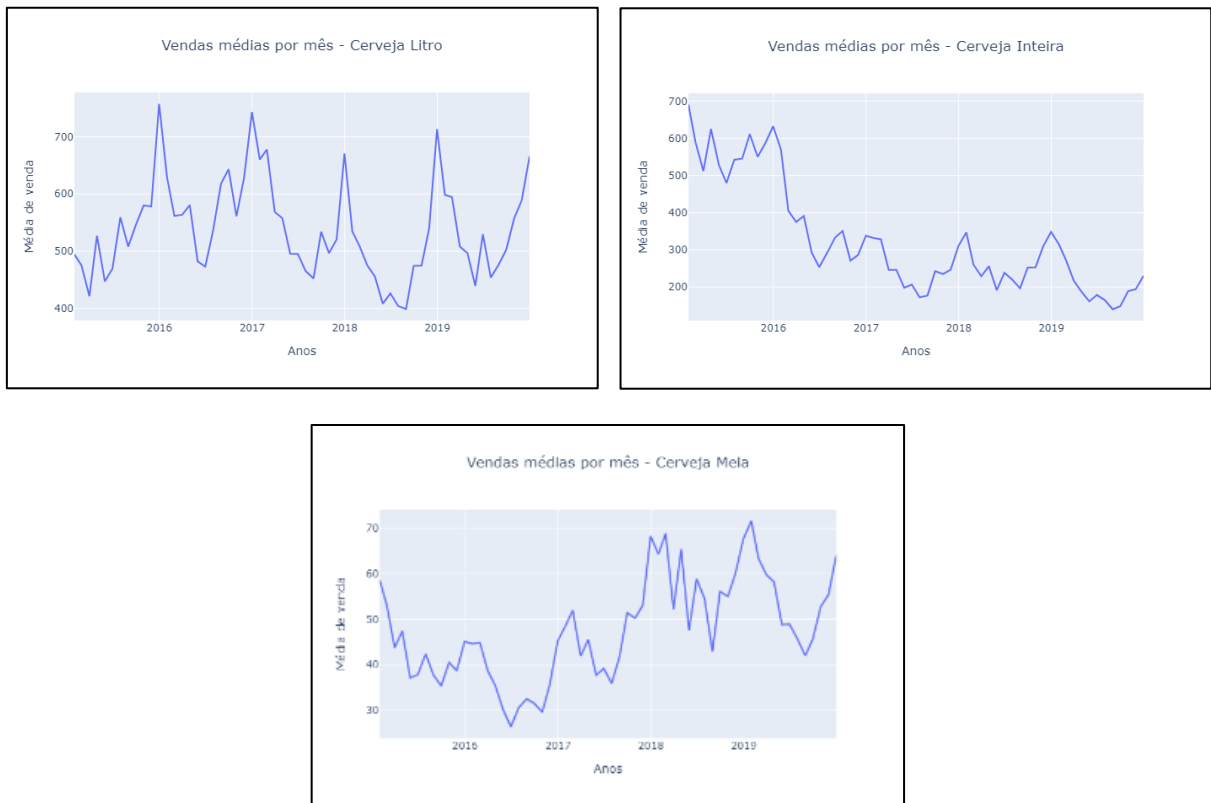 Vendas médias por mês - Cerveja Litro
700
600
500
400
Média de venda
2016 2017 2018 2019
Anos
Vendas médias por mês - Cerveja Inteira
700
600
500
400
300
200
Média de venda
2016 2017 2018 2019
Anos
Vendas médias por mês - Cerveja Meia
70
60
50
40
30
Média de venda
2016 2017 2018 2019
Anos